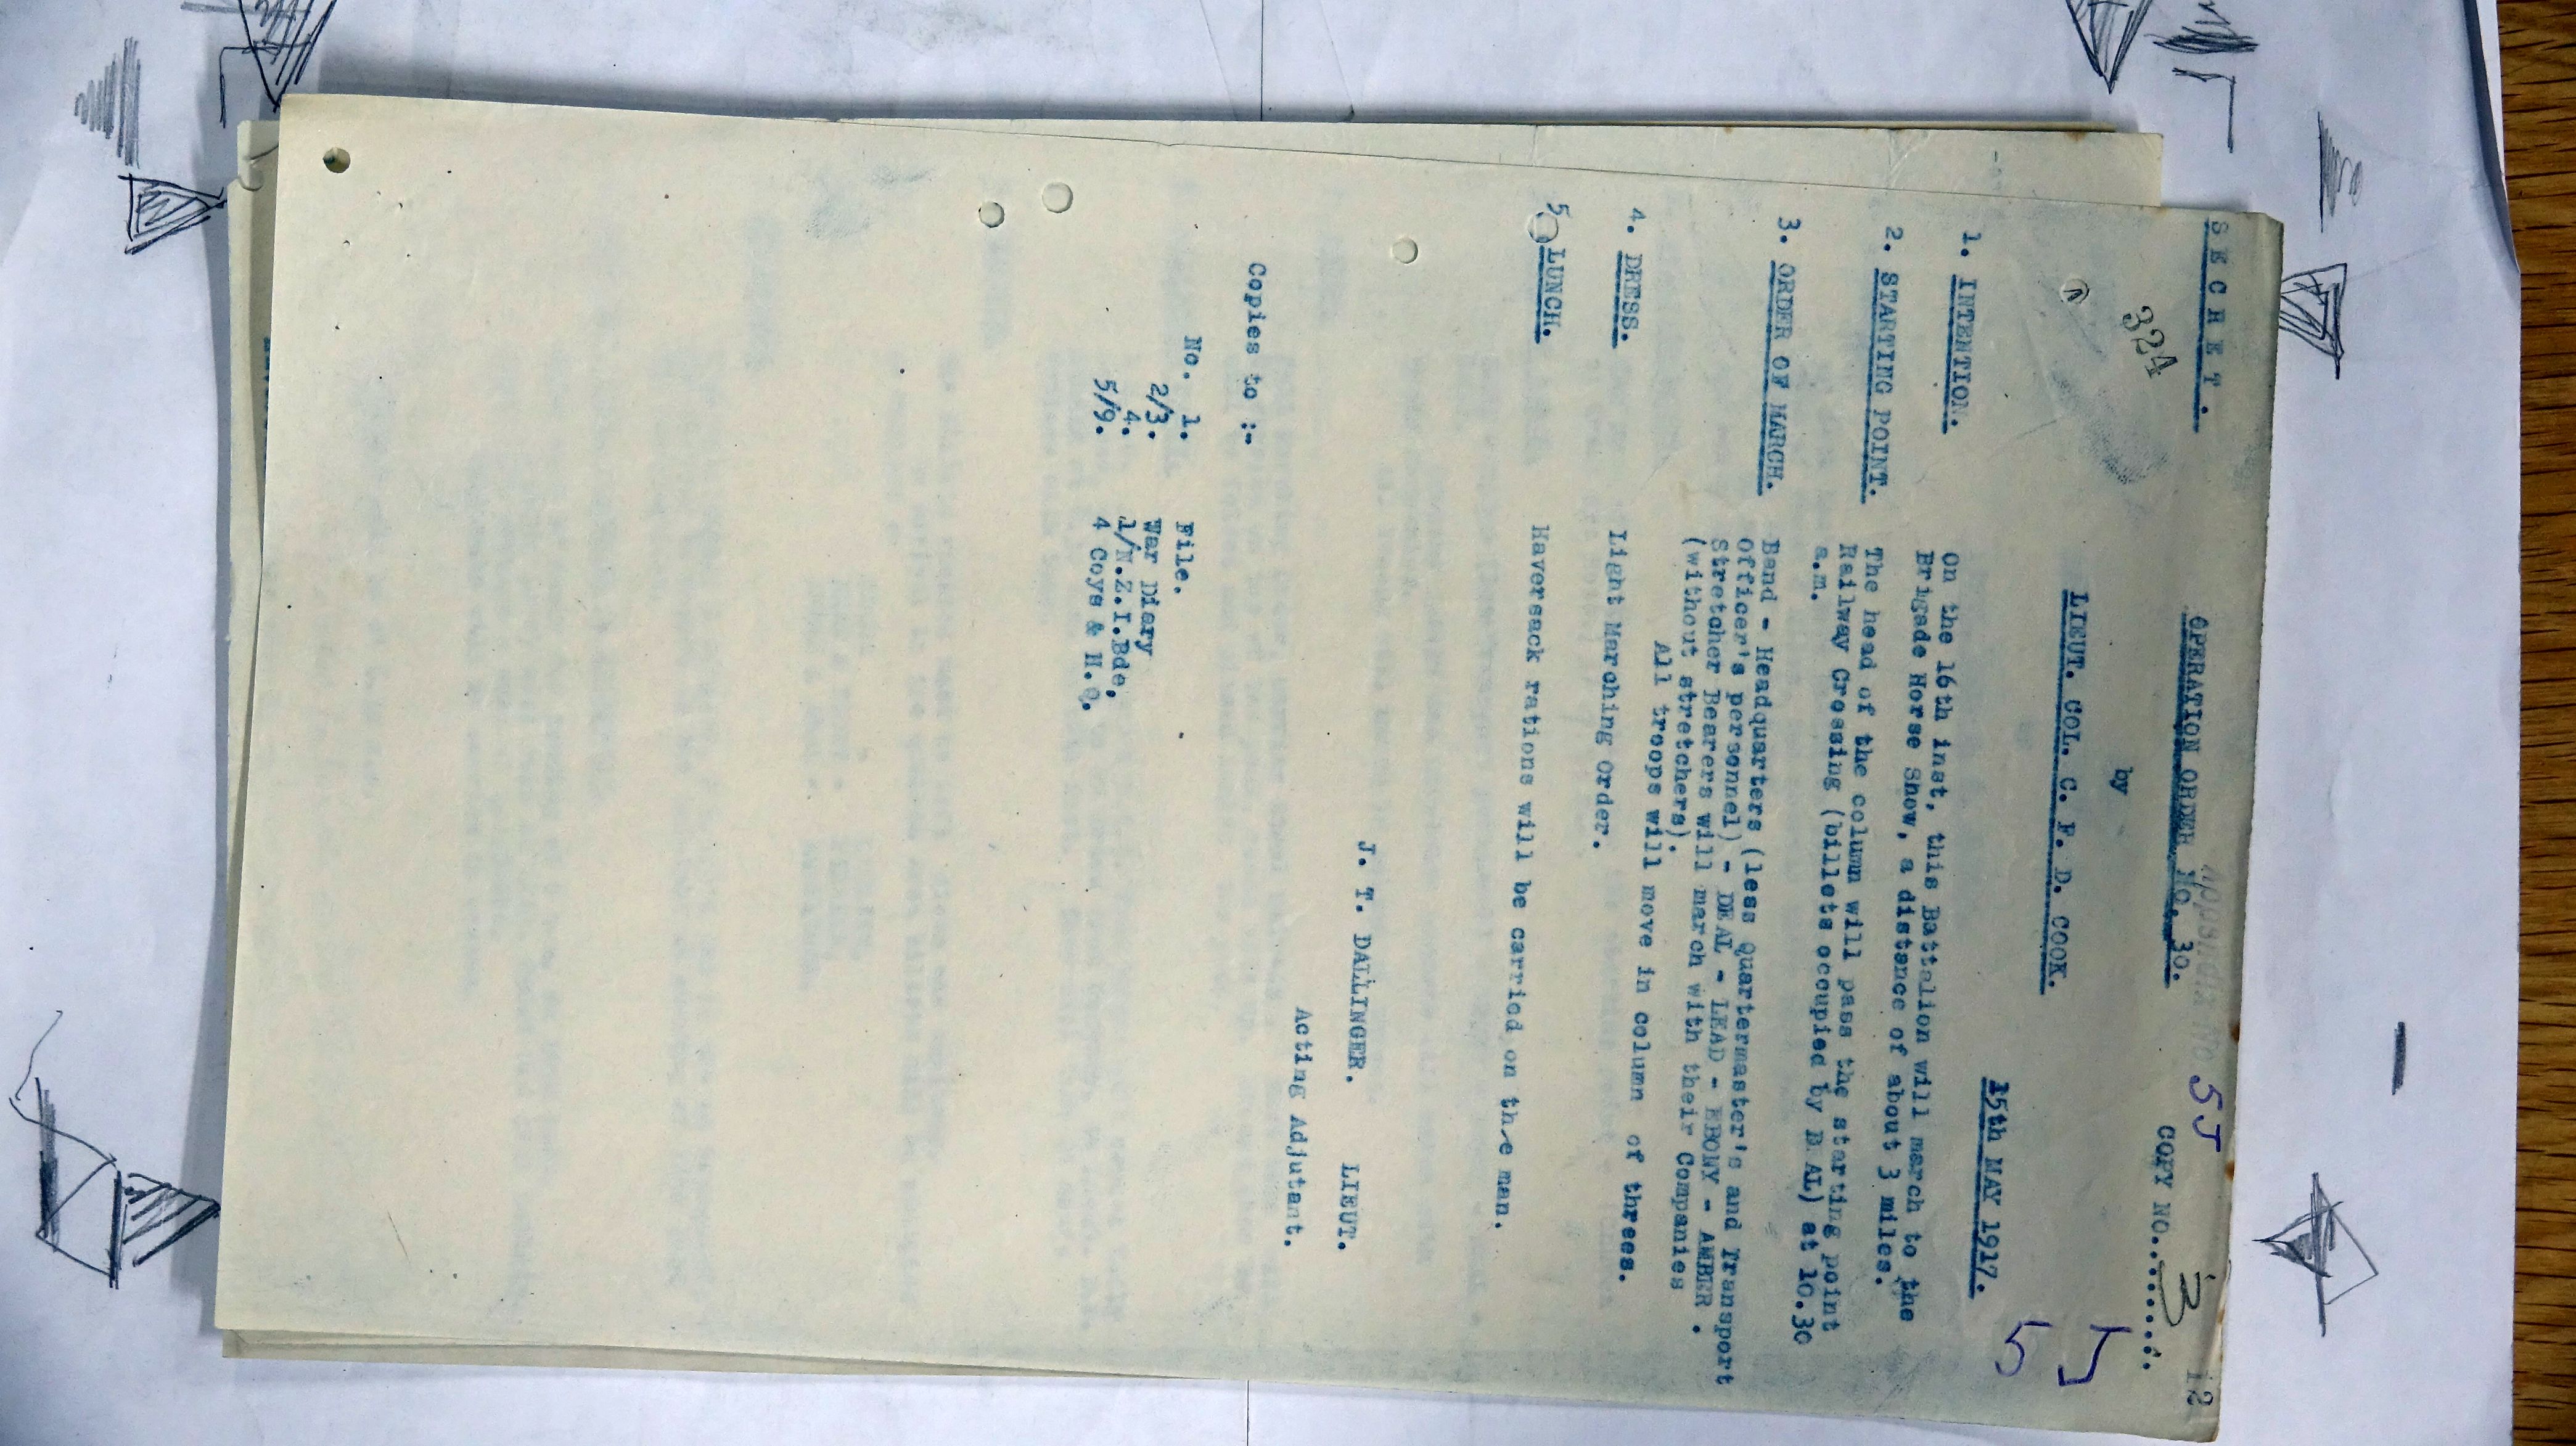 S E C R E T .
Appendix No 55
12
OPERATION ORDER NO. 30.
COPY NO...3.....
324
by
55
LIEUT. COL. C. F. D. COOK.
15th MAY 1917.
1. INTENTION. On the 16th inst, this Battalion will march to the
Brigade Horse Show, a distance of about 3 miles.
2. STARTING POINT. The head of the column will pass the starting point
Railway Crossing (billets occupied by DEAL) at 10.30
a.m.
3. ORDER OF MARCH. Band - Headquarters (less Quartermaster's and Transport
Officer's personnel) - DEAL - LEAD - EBONY - AMBER .
Stretcher Bearers will march with their Companies
(without stretchers).
All troops will move in column of threes.
4. DRESS. Light Marching Order.
5. LUNCH. Haversack rations will be carried on the man.
J. T. DALLINGER. LIEUT.
Acting Adjutant.
Copies to :-
No. 1. File.
2/3. War Diary
4. 1/N.Z.I.Bde,
5/9. 4 Coys & H.Q.